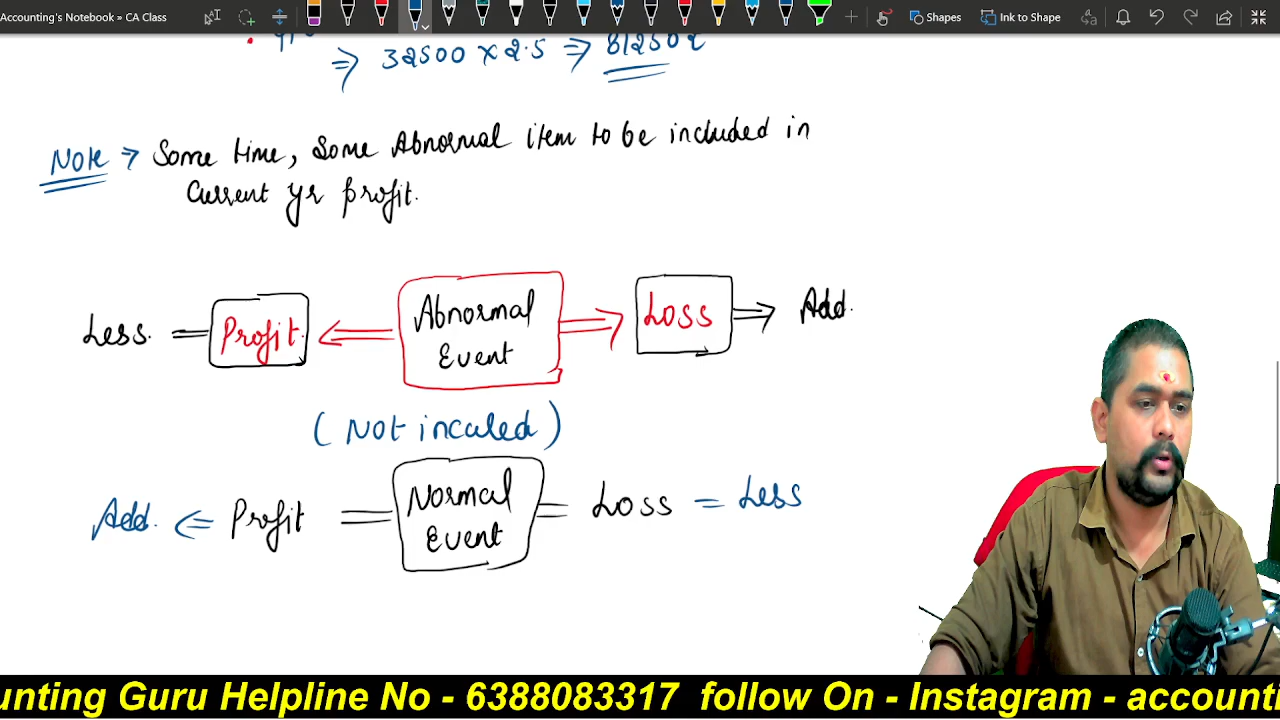 Accounting's Notebook » CA Class
Shapes
Ink to Shape
⇒ 32500 × 2.5 ⇒ 81250
Note ⇒ Some time, Some Abnormal item to be included in
Current yr profit.
Less. = Profit ⇐ Abnormal Event ⇒ Loss ⇒ Add.
(Not inculed)
Add. ⇐ Profit = Normal Event = Loss = Less
unting Guru Helpline No - 6388083317 follow On - Instagram - accounti